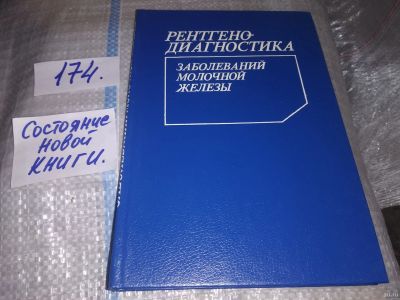 174.
Состояние
новой
книги.
РЕНТГЕНО-
ДИАГНОСТИКА
ЗАБОЛЕВАНИЙ
МОЛОЧНОЙ
ЖЕЛЕЗЫ